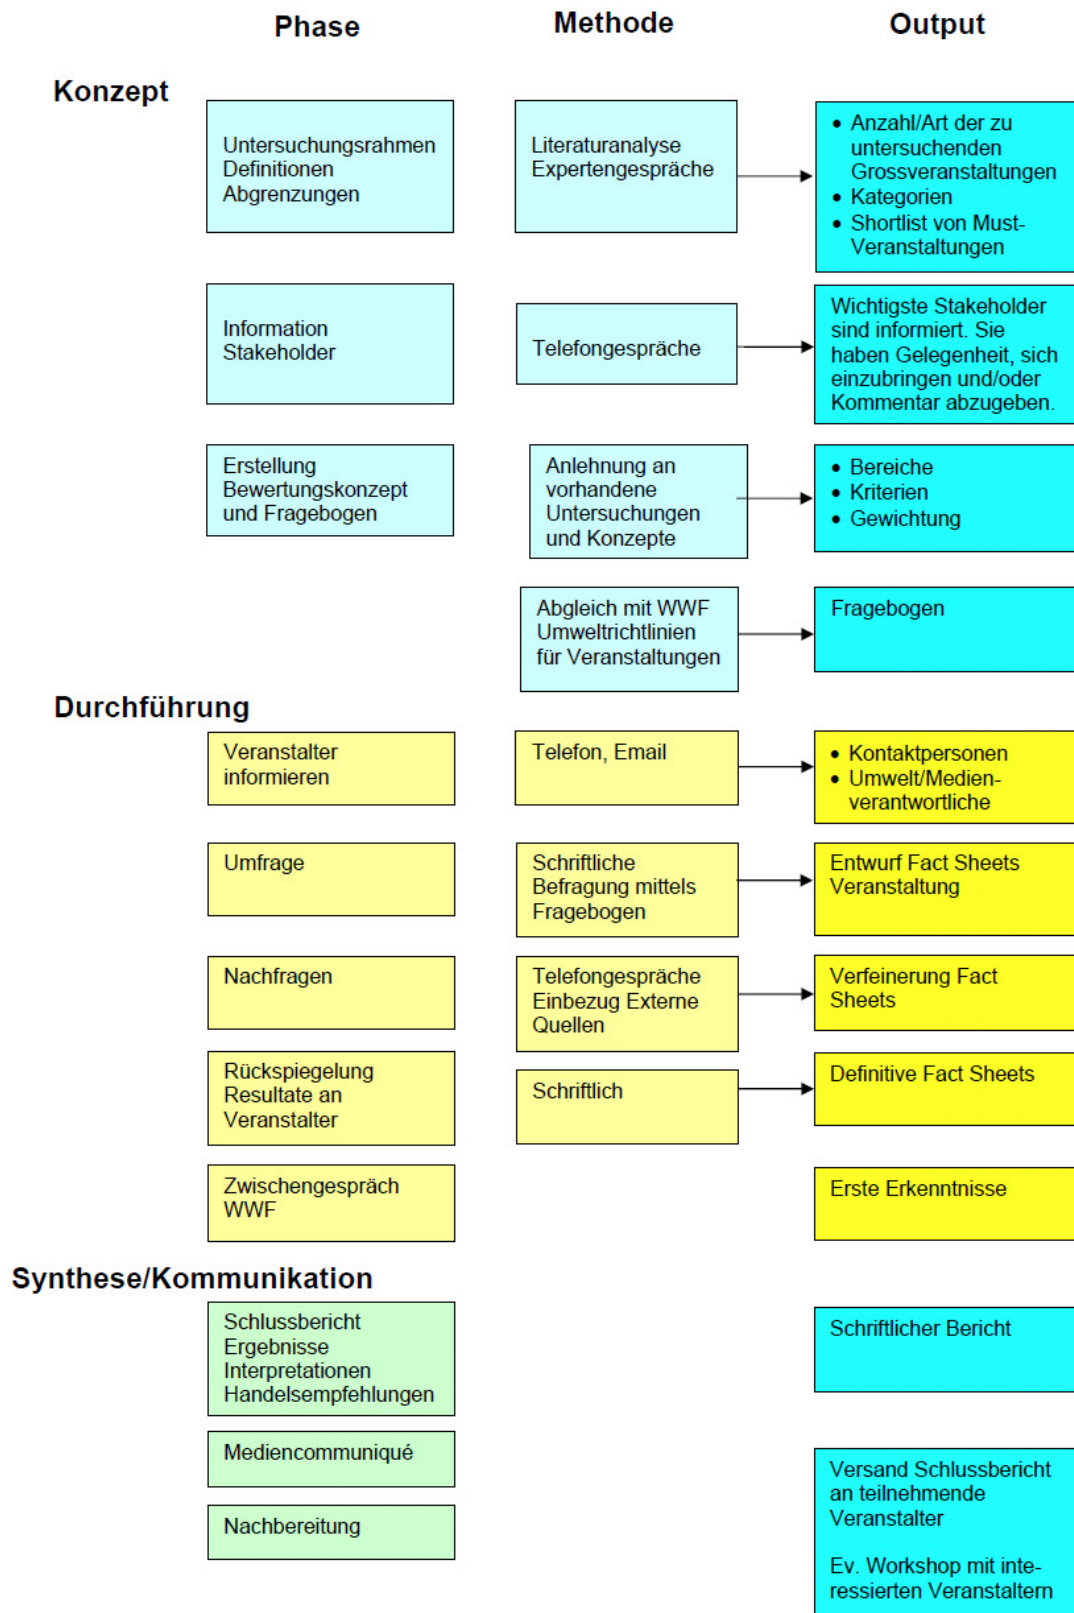 Phase
Methode
Output
Konzept
Untersuchungsrahmen
Definitionen
Abgrenzungen
Literaturanalyse
Expertengespräche
• Anzahl/Art der zu
untersuchenden
Grossveranstaltungen
• Kategorien
• Shortlist von Must-
Veranstaltungen
Information
Stakeholder
Telefongespräche
Wichtigste Stakeholder
sind informiert. Sie
haben Gelegenheit, sich
einzubringen und/oder
Kommentar abzugeben.
Erstellung
Bewertungskonzept
und Fragebogen
Anlehnung an
vorhandene
Untersuchungen
und Konzepte
• Bereiche
• Kriterien
• Gewichtung
Abgleich mit WWF
Umweltrichtlinien
für Veranstaltungen
Fragebogen
Durchführung
Veranstalter
informieren
Telefon, Email
• Kontaktpersonen
• Umwelt/Medien-
verantwortliche
Umfrage
Schriftliche
Befragung mittels
Fragebogen
Entwurf Fact Sheets
Veranstaltung
Nachfragen
Telefongespräche
Einbezug Externe
Quellen
Verfeinerung Fact
Sheets
Rückspiegelung
Resultate an
Veranstalter
Schriftlich
Definitive Fact Sheets
Zwischengespräch
WWF
Erste Erkenntnisse
Synthese/Kommunikation
Schlussbericht
Ergebnisse
Interpretationen
Handelsempfehlungen
Schriftlicher Bericht
Mediencommuniqué
Nachbereitung
Versand Schlussbericht
an teilnehmende
Veranstalter
Ev. Workshop mit inte-
ressierten Veranstaltern